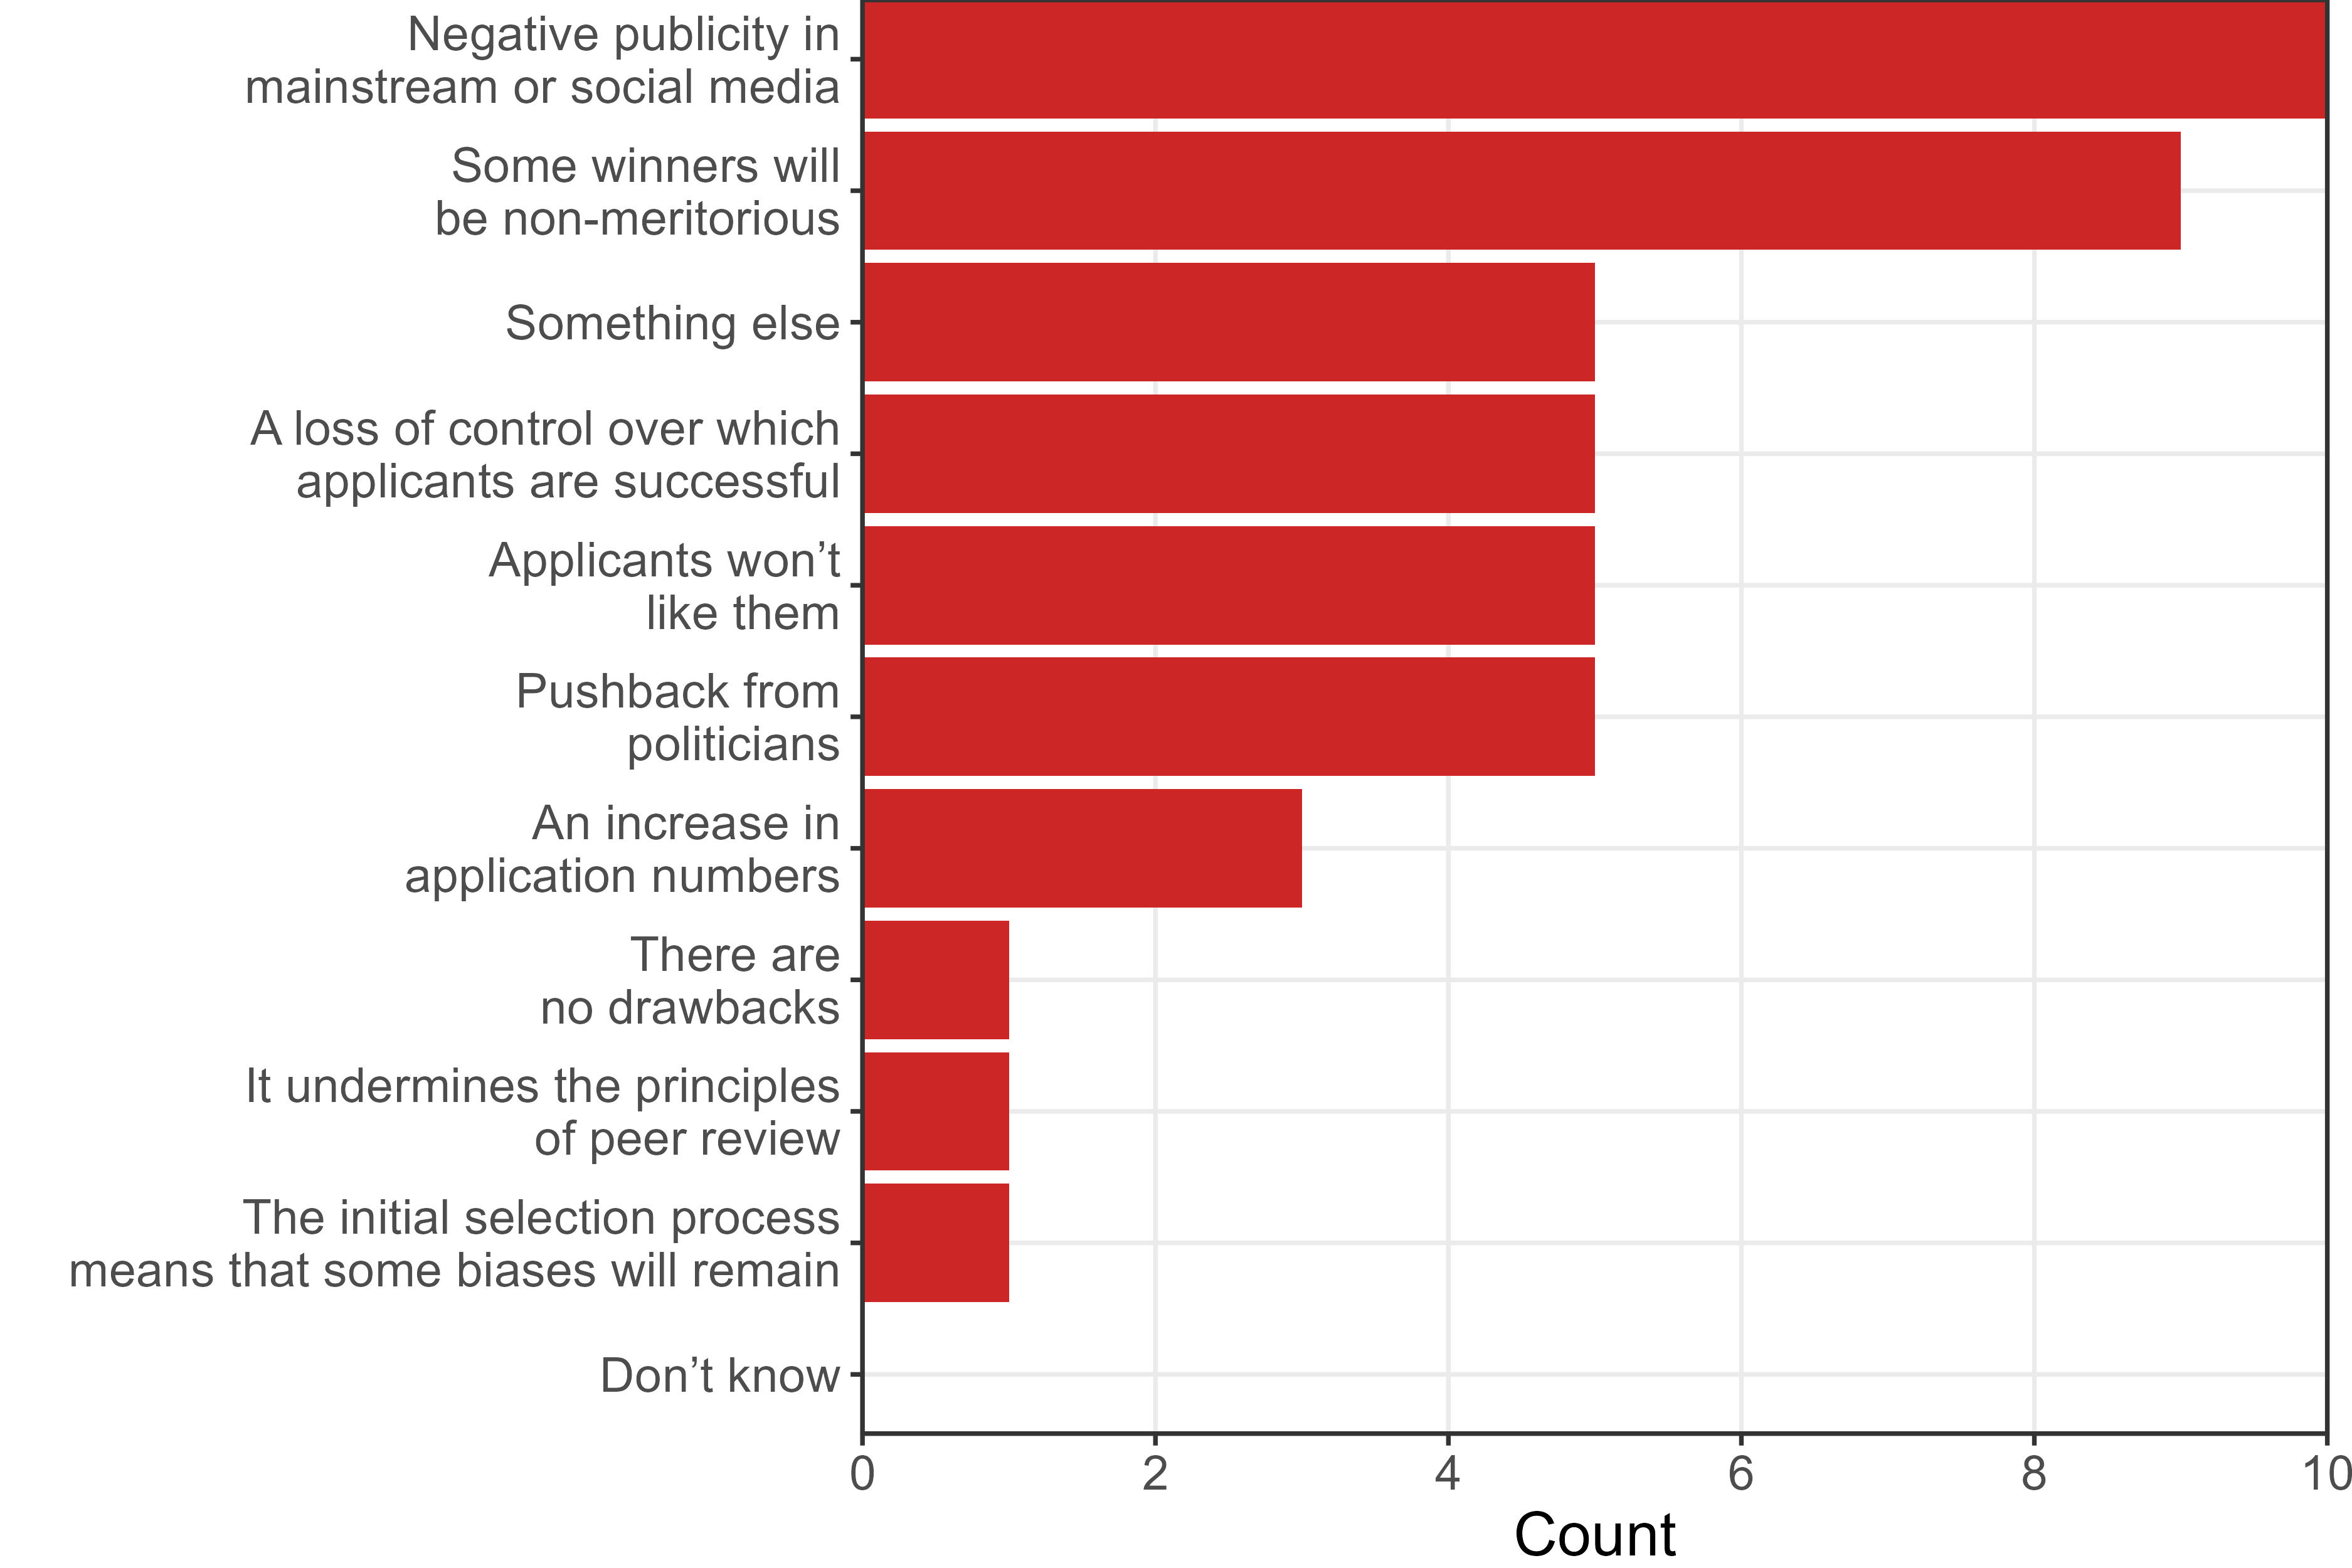 Negative publicity in
mainstream or social media
Some winners will
be non-meritorious
Something else
A loss of control over which
applicants are successful
Applicants won’t
like them
Pushback from
politicians
An increase in
application numbers
There are
no drawbacks
It undermines the principles
of peer review
The initial selection process
means that some biases will remain
Don’t know
0 2 4 6 8 10
Count